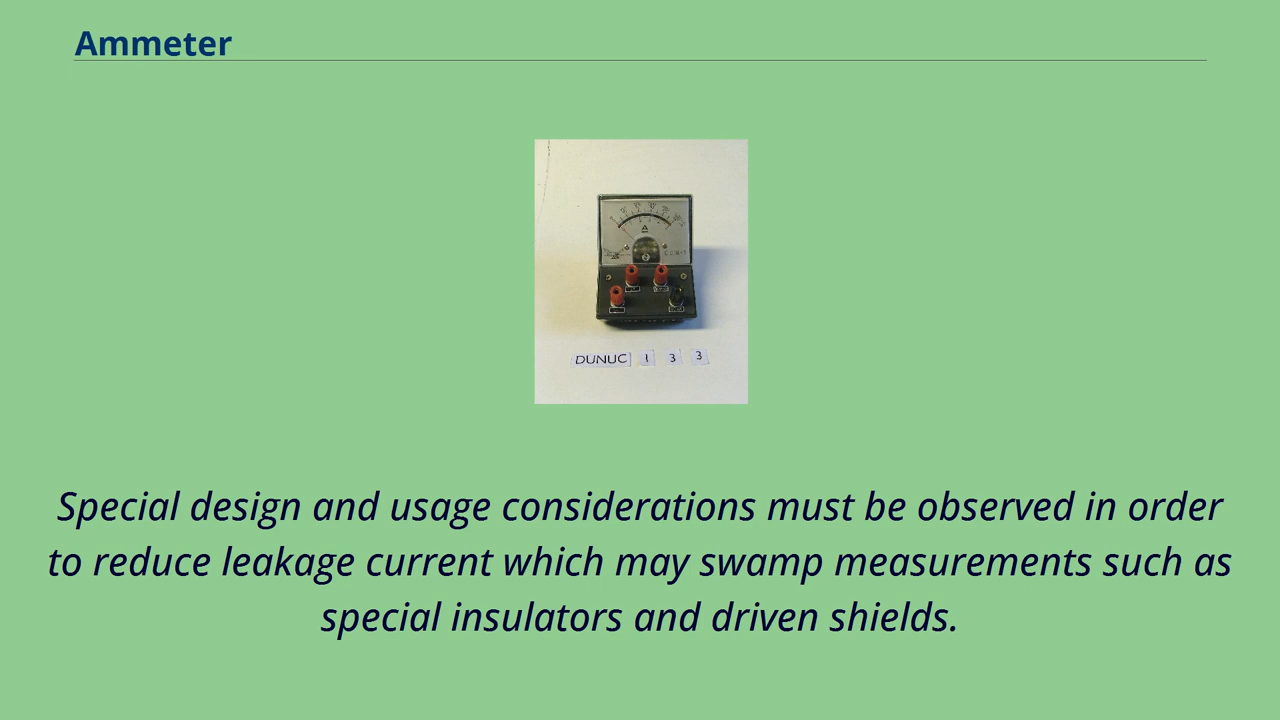 Ammeter
DUNUC 1 3 3
Special design and usage considerations must be observed in order
to reduce leakage current which may swamp measurements such as
special insulators and driven shields.